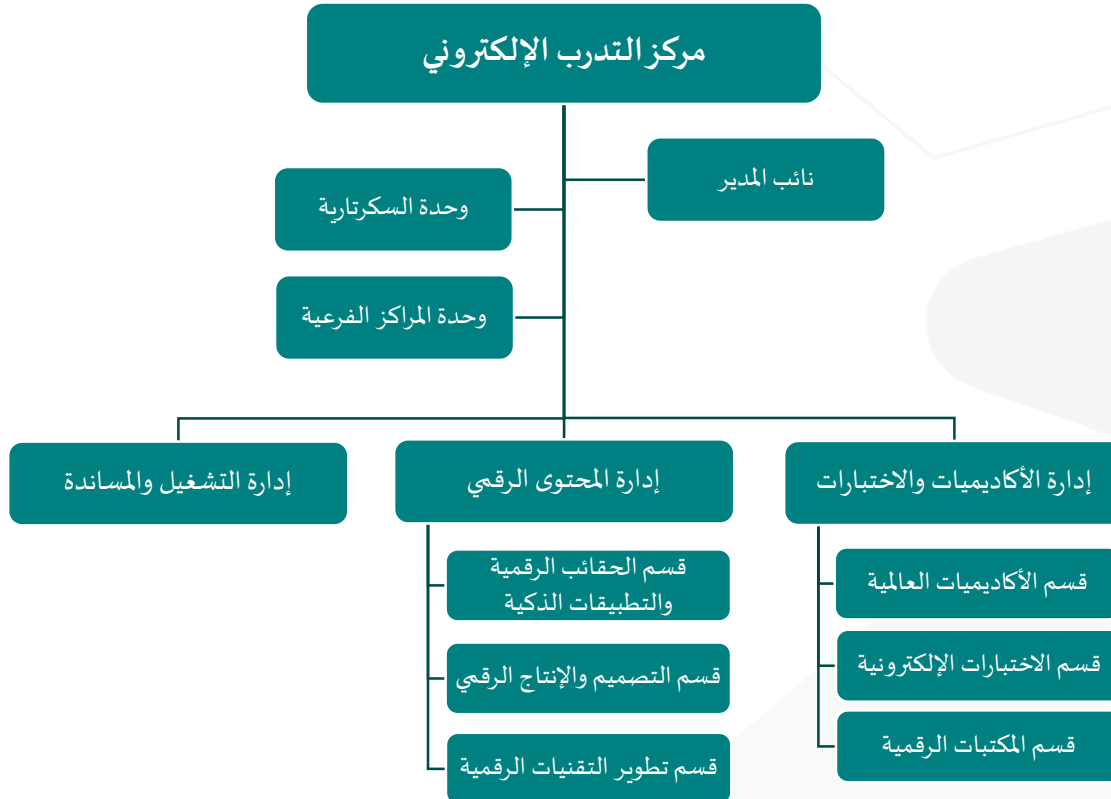 مركز التدرب الإلكتروني
نائب المدير
وحدة السكرتارية
وحدة المراكز الفرعية
إدارة الأكاديميات والاختبارات
إدارة المحتوى الرقمي
إدارة التشغيل والمساندة
قسم الأكاديميات العالمية
قسم الاختبارات الإلكترونية
قسم المكتبات الرقمية
قسم الحقائب الرقمية
والتطبيقات الذكية
قسم التصميم والإنتاج الرقمي
قسم تطوير التقنيات الرقمية